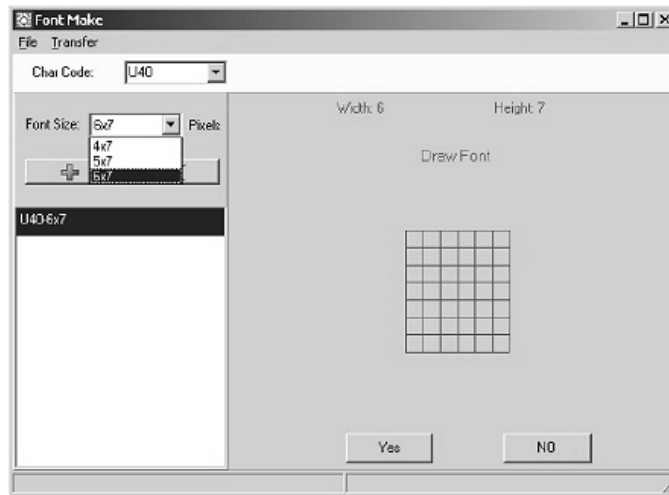 Font Make
File Transfer
Char Code: U40
Width: 6 Height: 7
Font Size: 6x7 Pixels
4x7
5x7
6x7
Draw Font
U40-6x7
Yes NO